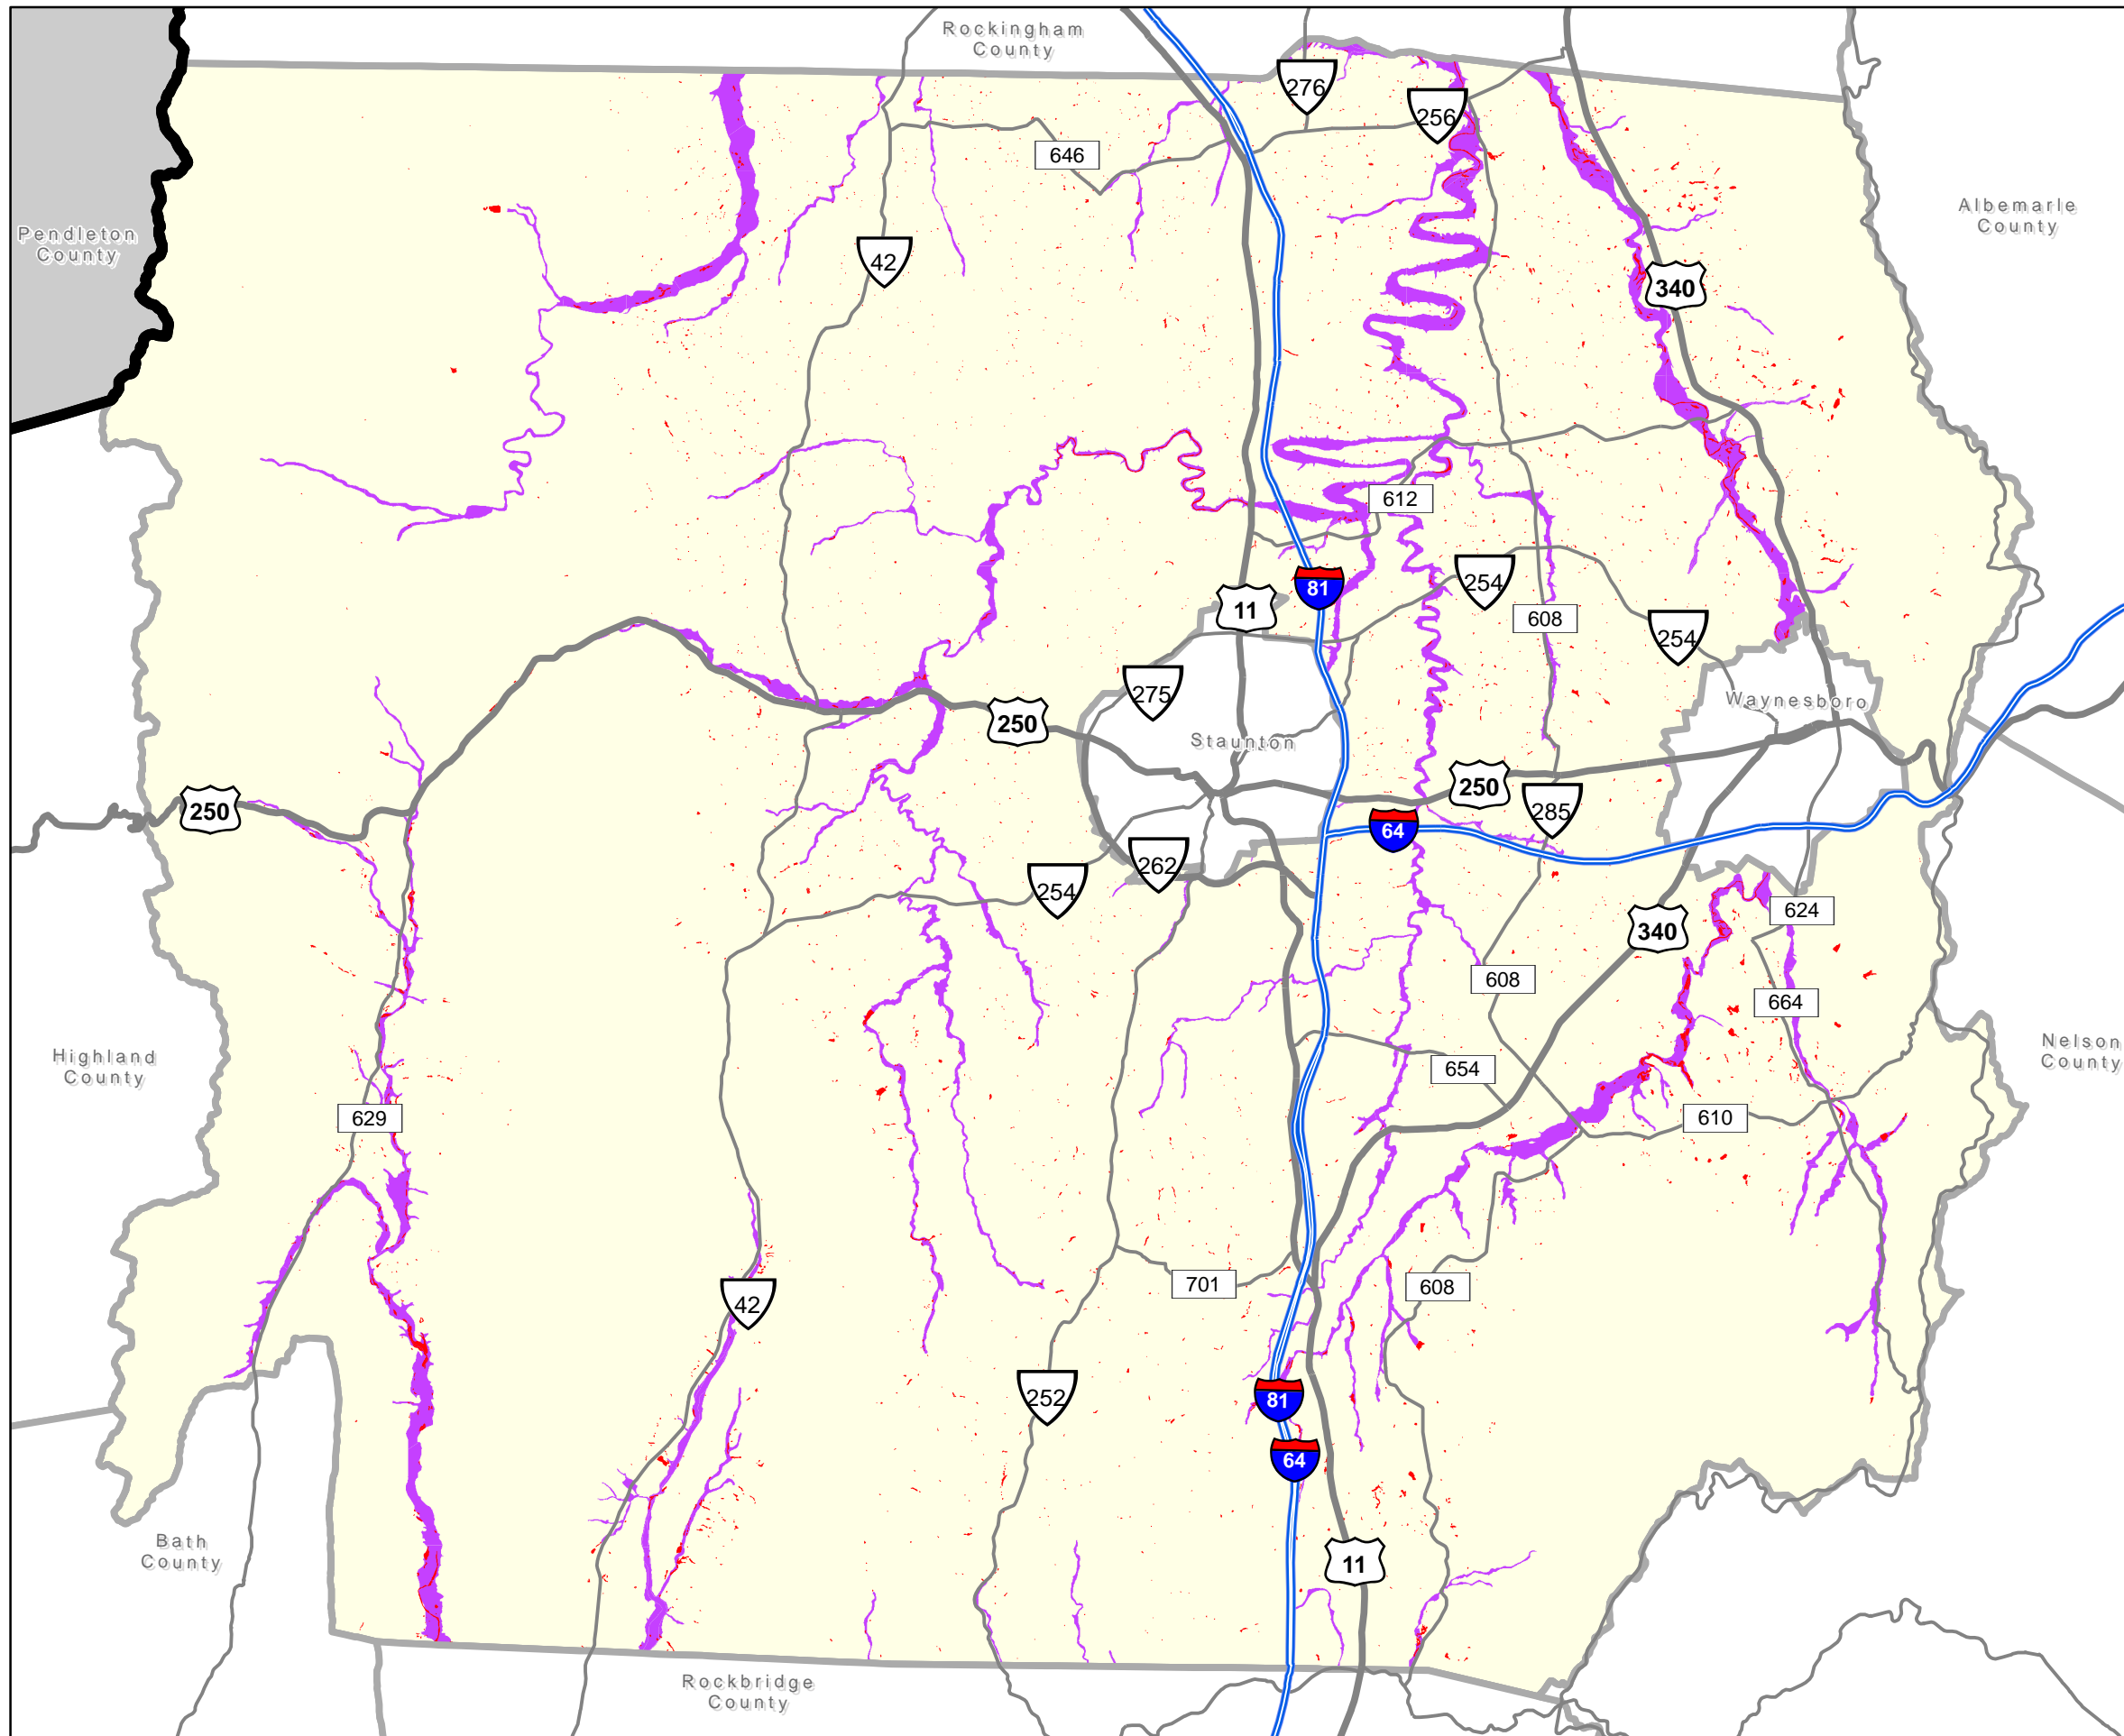 Rockingham
County
276
256
646
Albemarle
County
Pendleton
County
42
340
612
254
81
11
608
254
275
Waynesboro
250
Staunton
250
250
285
64
262
254
624
340
608
664
Highland
County
Nelson
County
654
629
610
701
608
42
252
81
64
Bath
County
11
Rockbridge
County